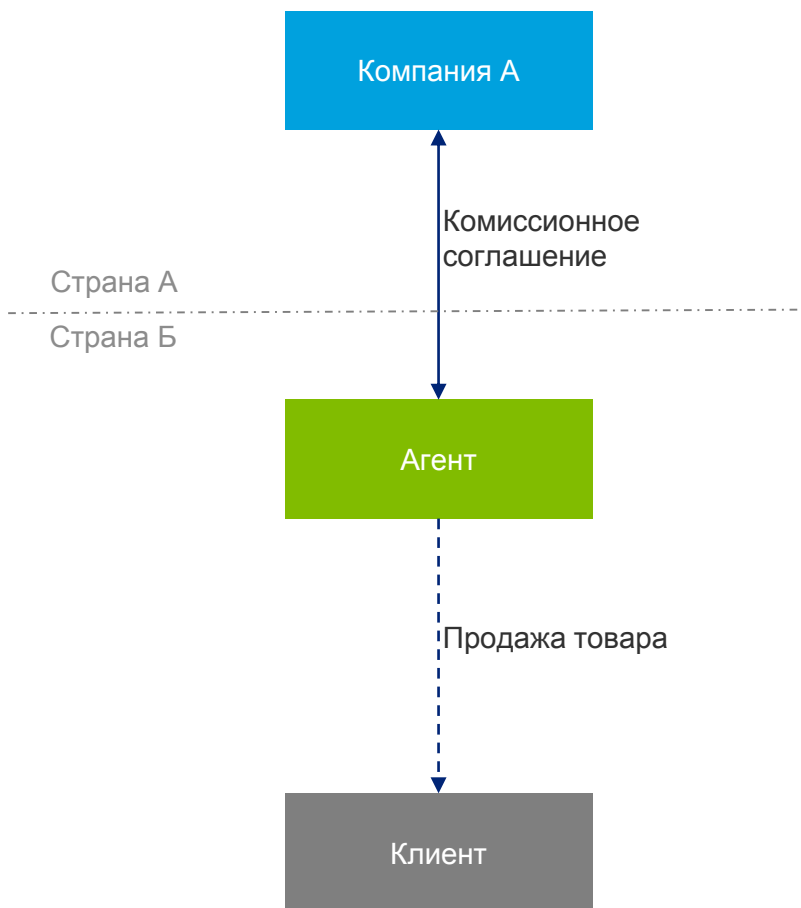 Компания А
Комиссионное
соглашение
Страна А
Страна Б
Агент
Продажа товара
Клиент